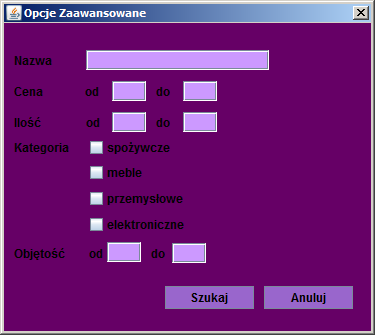 Opcje Zaawansowane
Nazwa
Cena od do
Ilość od do
Kategoria spożywcze
meble
przemysłowe
elektroniczne
Objętość od do
Szukaj Anuluj